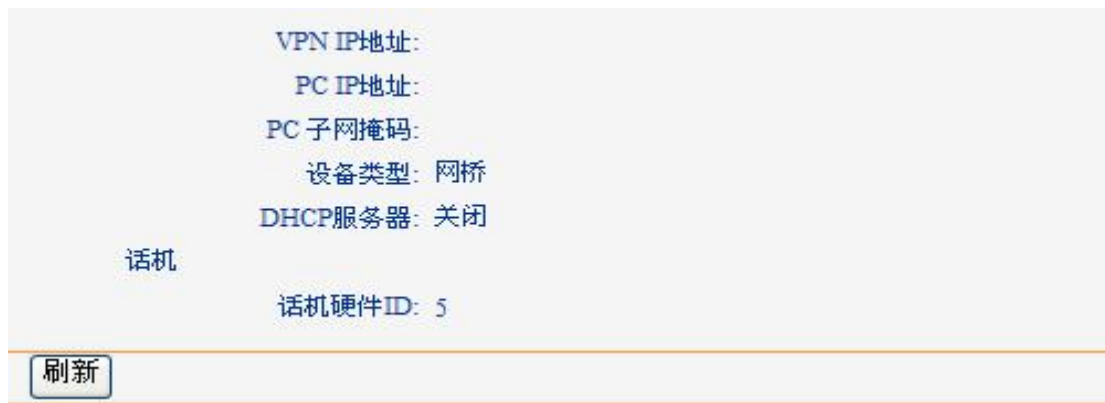 VPN IP地址:
PC IP地址:
PC 子网掩码:
设备类型: 网桥
DHCP服务器: 关闭
话机
话机硬件ID: 5
刷新